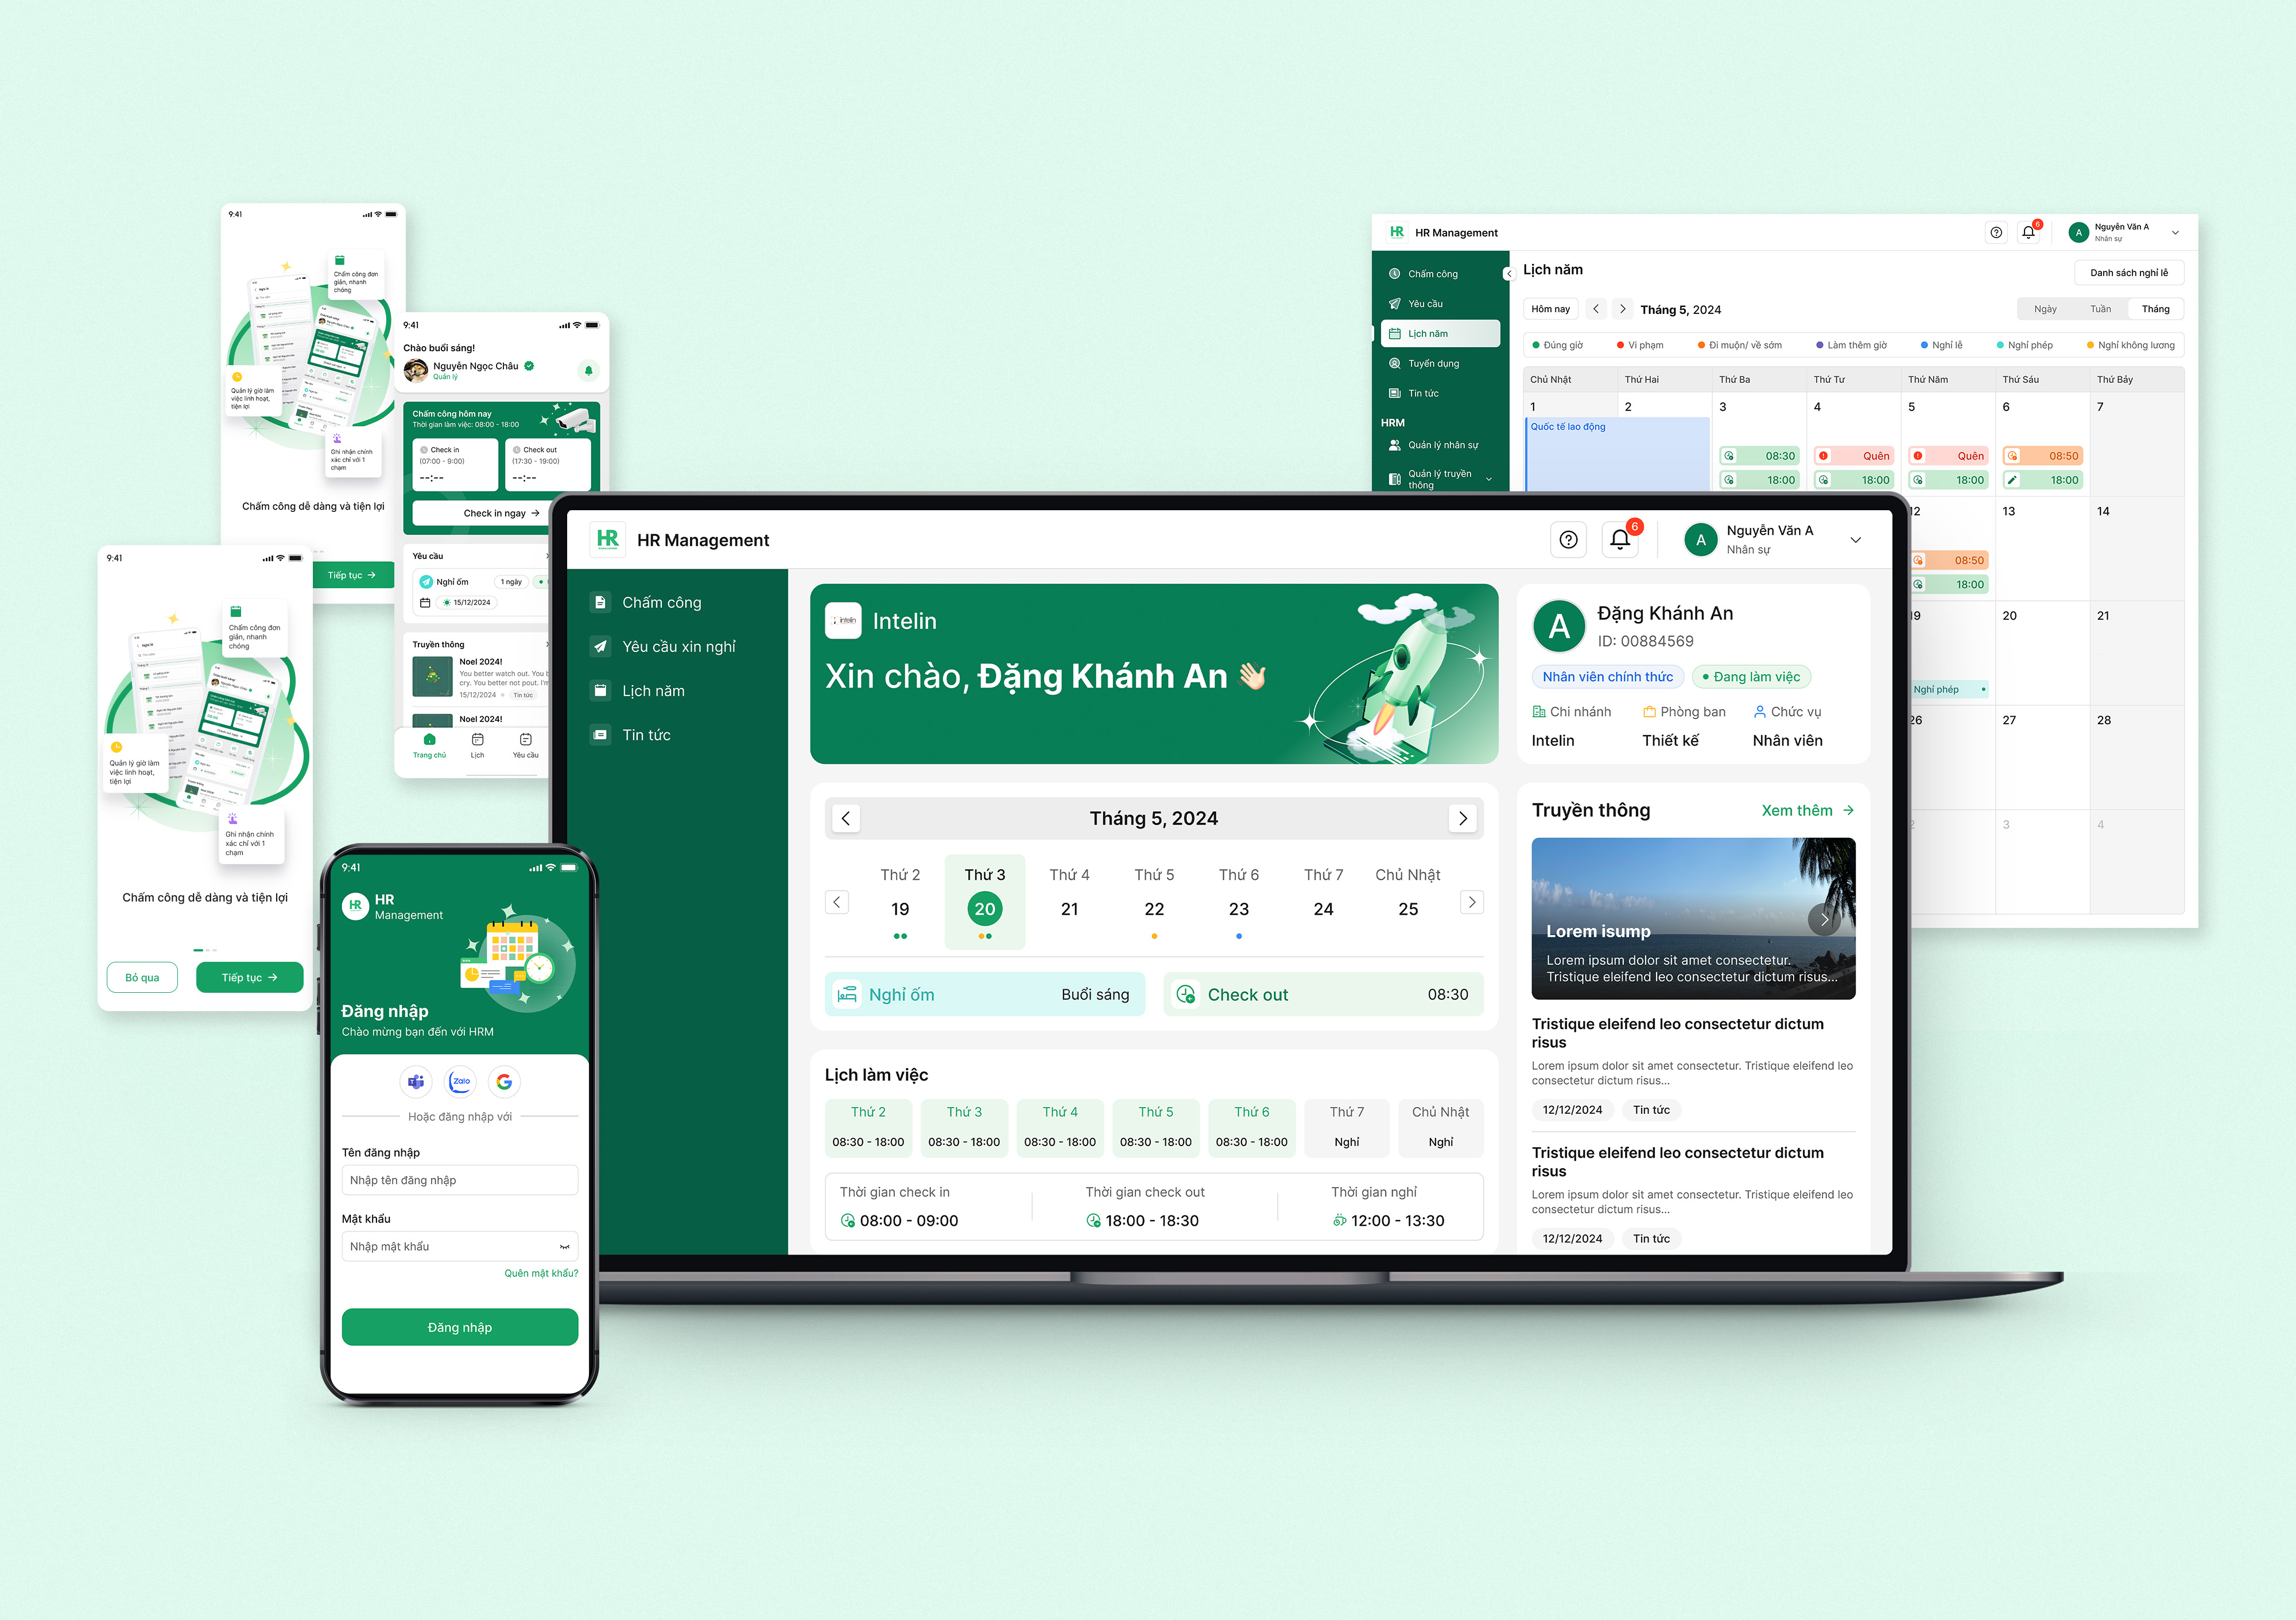 9:41
Chấm công đơn
giản, nhanh
chóng
Quản lý giờ làm
việc linh hoạt,
tiện lợi
Ghi nhận chính
xác chỉ với 1
chạm
Chấm công dễ dàng và tiện lợi
Tiếp tục →
9:41
Chào buổi sáng!
Nguyễn Ngọc Châu
Quản lý
Chấm công hôm nay
Thời gian làm việc: 08:00 - 18:00
Check in
(07:00 - 9:00)
--:--
Check out
(17:30 - 19:00)
--:--
Check in ngay →
Yêu cầu
Nghỉ ốm
1 ngày
15/12/2024
Truyền thông
Noel 2024!
You better watch out. You b
cry. You better not pout. I'm
15/12/2024
Tin tức
Noel 2024!
Trang chủ
Lịch
Yêu cầu
9:41
Chấm công đơn
giản, nhanh
chóng
Quản lý giờ làm
việc linh hoạt,
tiện lợi
Ghi nhận chính
xác chỉ với 1
chạm
Chấm công dễ dàng và tiện lợi
Bỏ qua
Tiếp tục →
9:41
HR
HR
Management
Đăng nhập
Chào mừng bạn đến với HRM
Zalo
Hoặc đăng nhập với
Tên đăng nhập
Nhập tên đăng nhập
Mật khẩu
Nhập mật khẩu
Quên mật khẩu?
Đăng nhập
HR
HR Management
6
A
Nguyễn Văn A
Nhân sự
Chấm công
Yêu cầu
Lịch năm
Tuyển dụng
Tin tức
HRM
Quản lý nhân sự
Quản lý truyền
thông
Lịch năm
Danh sách nghỉ lễ
Hôm nay
Tháng 5, 2024
Ngày
Tuần
Tháng
Đúng giờ
Vi phạm
Đi muộn/ về sớm
Làm thêm giờ
Nghỉ lễ
Nghỉ phép
Nghỉ không lương
Chủ Nhật
Thứ Hai
Thứ Ba
Thứ Tư
Thứ Năm
Thứ Sáu
Thứ Bảy
1
2
3
4
5
6
7
Quốc tế lao động
08:30
Quên
Quên
08:50
18:00
18:00
18:00
18:00
12
13
14
08:50
18:00
19
20
21
Nghỉ phép
26
27
28
2
3
4
HR
HR Management
6
A
Nguyễn Văn A
Nhân sự
Chấm công
Yêu cầu xin nghỉ
Lịch năm
Tin tức
intelin
Intelin
Xin chào, Đặng Khánh An 👋
A
Đặng Khánh An
ID: 00884569
Nhân viên chính thức
Đang làm việc
Chi nhánh
Phòng ban
Chức vụ
Intelin
Thiết kế
Nhân viên
Tháng 5, 2024
Thứ 2
Thứ 3
Thứ 4
Thứ 5
Thứ 6
Thứ 7
Chủ Nhật
19
20
21
22
23
24
25
Nghỉ ốm
Buổi sáng
Check out
08:30
Lịch làm việc
Thứ 2
Thứ 3
Thứ 4
Thứ 5
Thứ 6
Thứ 7
Chủ Nhật
08:30 - 18:00
08:30 - 18:00
08:30 - 18:00
08:30 - 18:00
08:30 - 18:00
Nghỉ
Nghỉ
Thời gian check in
Thời gian check out
Thời gian nghỉ
08:00 - 09:00
18:00 - 18:30
12:00 - 13:30
Truyền thông
Xem thêm →
Lorem isump
Lorem ipsum dolor sit amet consectetur.
Tristique eleifend leo consectetur dictum risus...
Tristique eleifend leo consectetur dictum
risus
Lorem ipsum dolor sit amet consectetur. Tristique eleifend leo
consectetur dictum risus...
12/12/2024
Tin tức
Tristique eleifend leo consectetur dictum
risus
Lorem ipsum dolor sit amet consectetur. Tristique eleifend leo
consectetur dictum risus...
12/12/2024
Tin tức